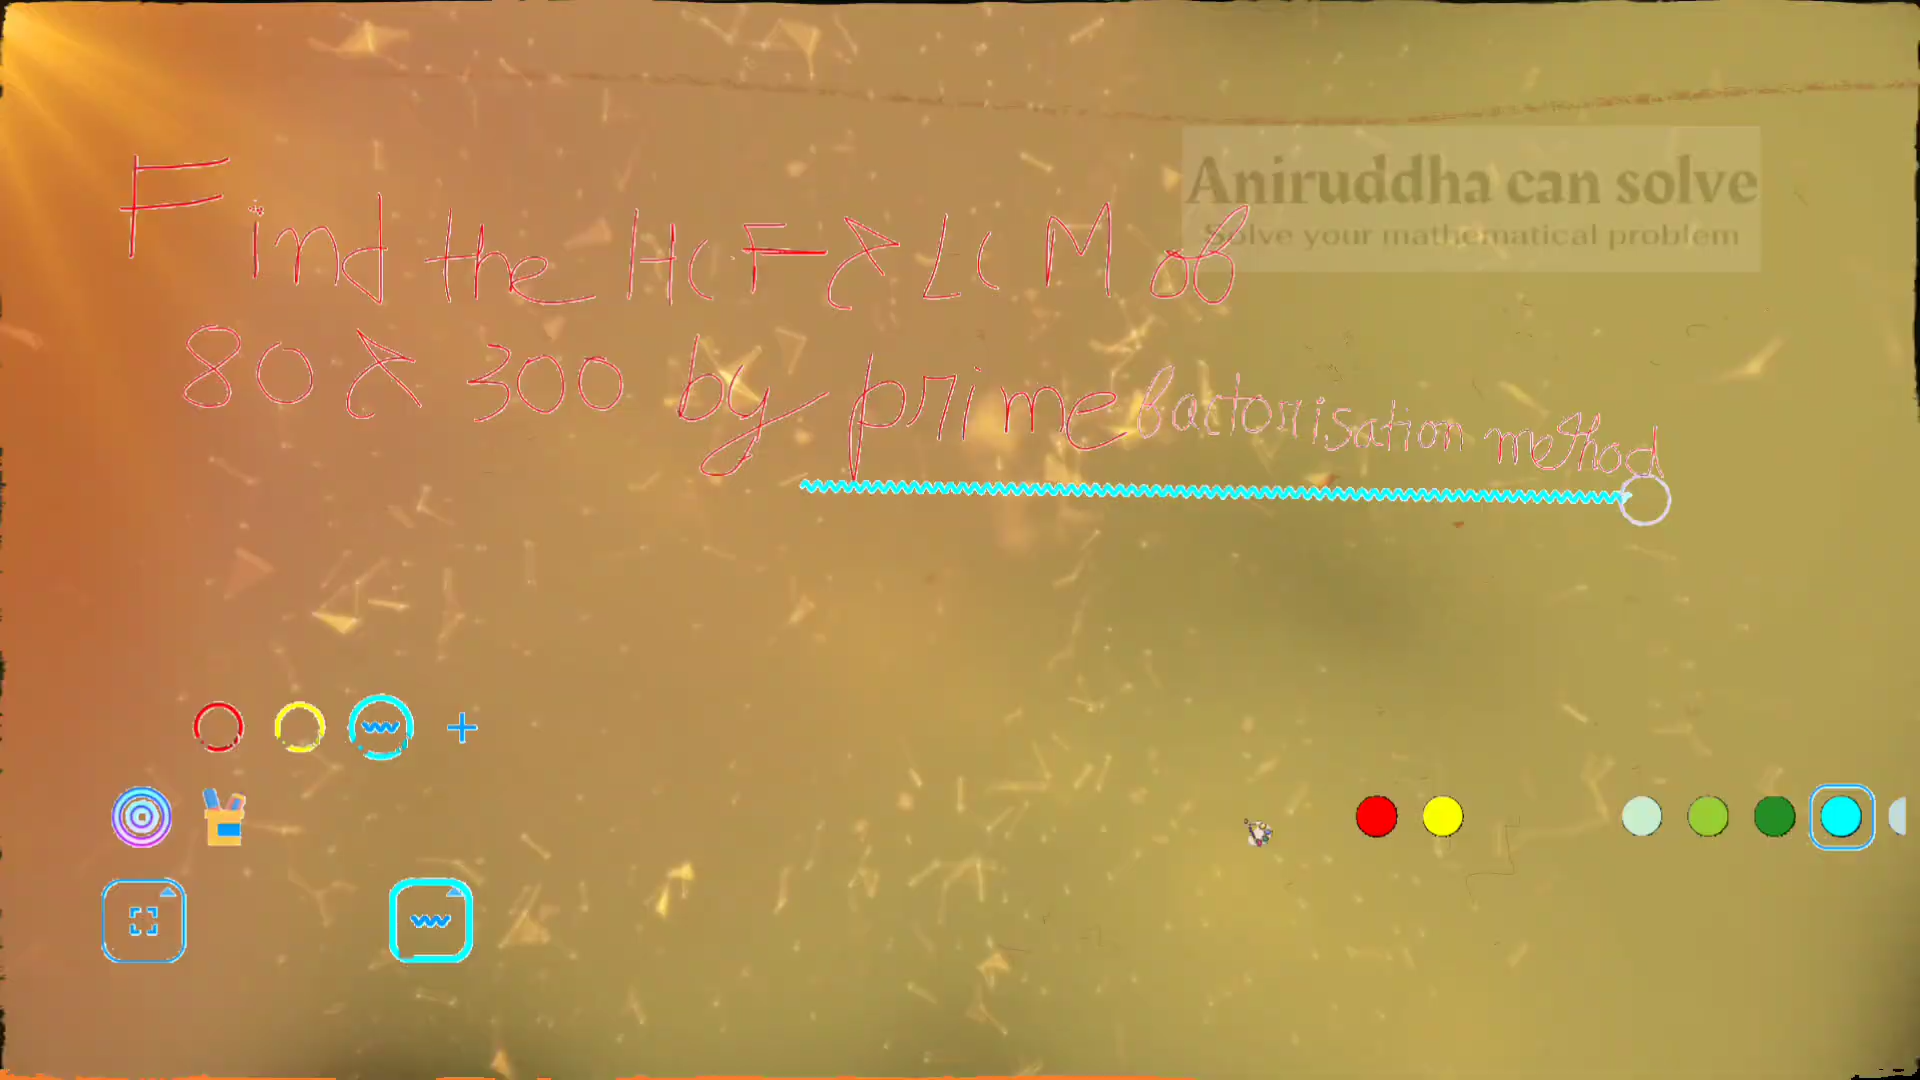 Aniruddha can solve
Solve your mathematical problem
Find the HCF & LCM of
80 & 300 by prime factorisation method